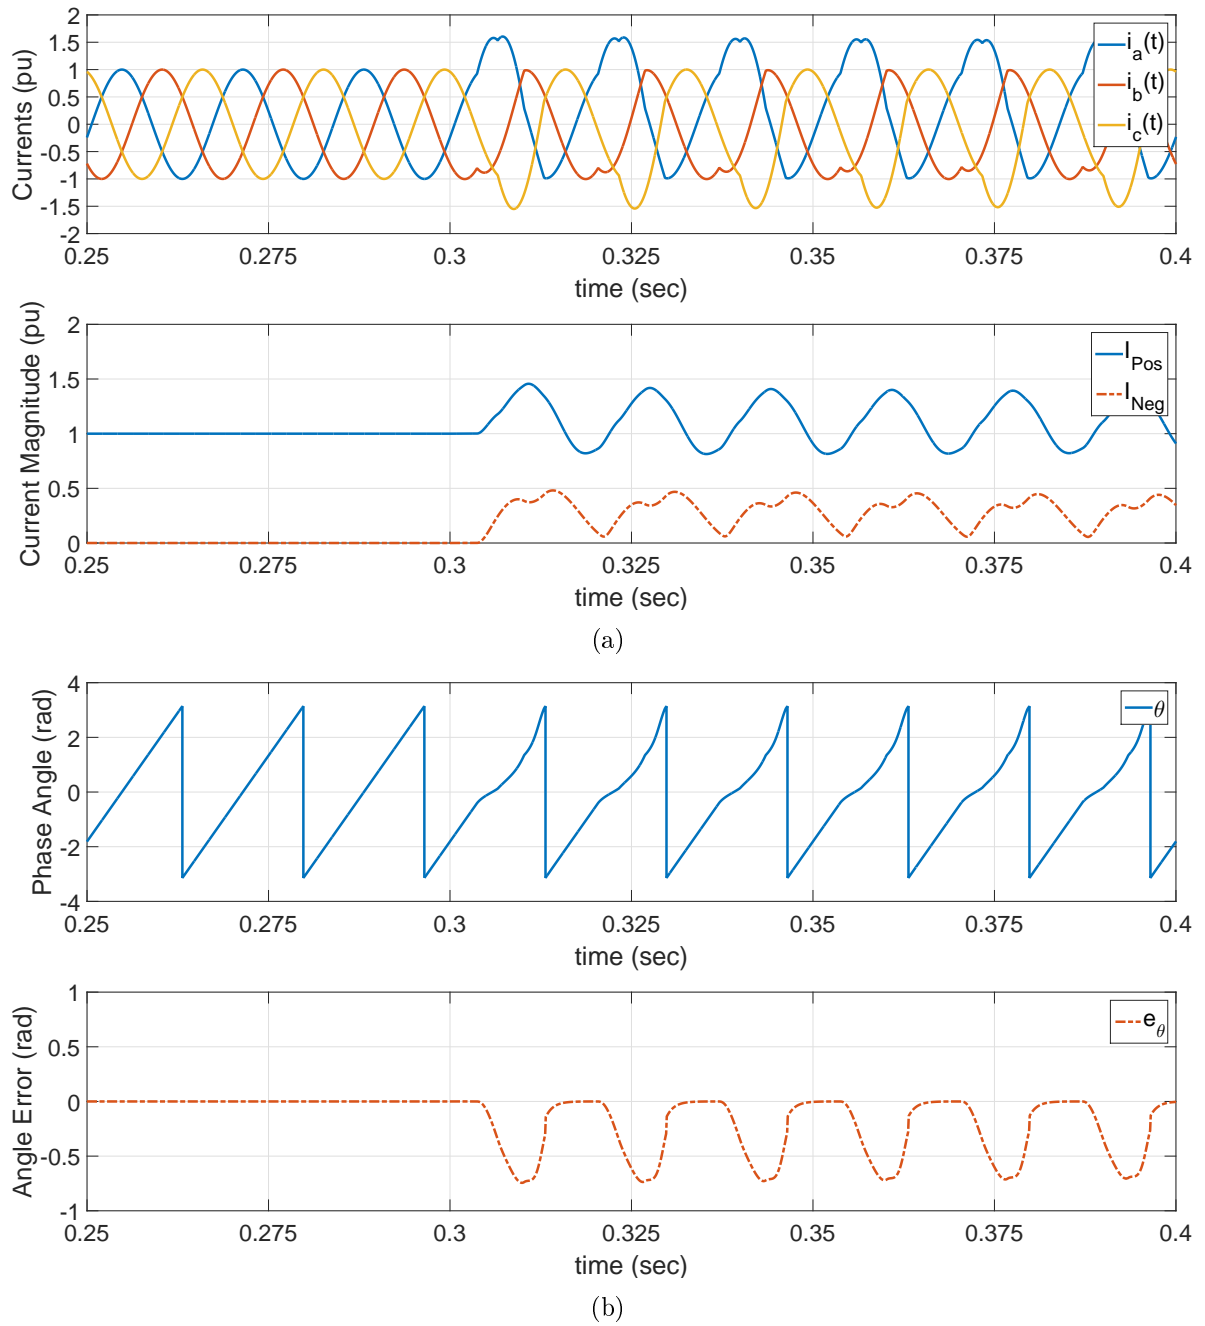 2
1.5
1
0.5
0
-0.5
-1
-1.5
-2
Currents (pu)
i_a(t)
i_b(t)
i_c(t)
0.25 0.275 0.3 0.325 0.35 0.375 0.4
time (sec)
2
1.5
1
0.5
0
Current Magnitude (pu)
I_Pos
I_Neg
0.25 0.275 0.3 0.325 0.35 0.375 0.4
time (sec)
(a)
4
2
0
-2
-4
Phase Angle (rad)
θ
0.25 0.275 0.3 0.325 0.35 0.375 0.4
time (sec)
1
0.5
0
-0.5
-1
Angle Error (rad)
e_θ
0.25 0.275 0.3 0.325 0.35 0.375 0.4
time (sec)
(b)